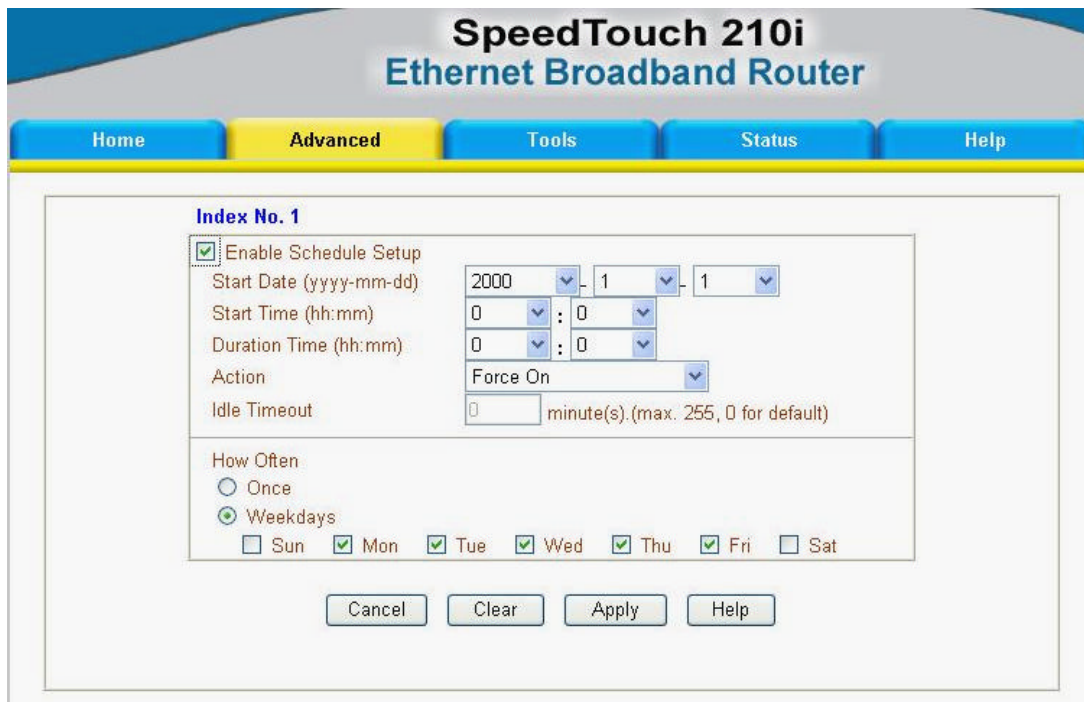 SpeedTouch 210i
Ethernet Broadband Router
Home Advanced Tools Status Help
Index No. 1
Enable Schedule Setup
Start Date (yyyy-mm-dd) 2000 - 1 - 1
Start Time (hh:mm) 0 : 0
Duration Time (hh:mm) 0 : 0
Action Force On
Idle Timeout 0 minute(s).(max. 255, 0 for default)
How Often
Once
Weekdays
Sun Mon Tue Wed Thu Fri Sat
Cancel Clear Apply Help